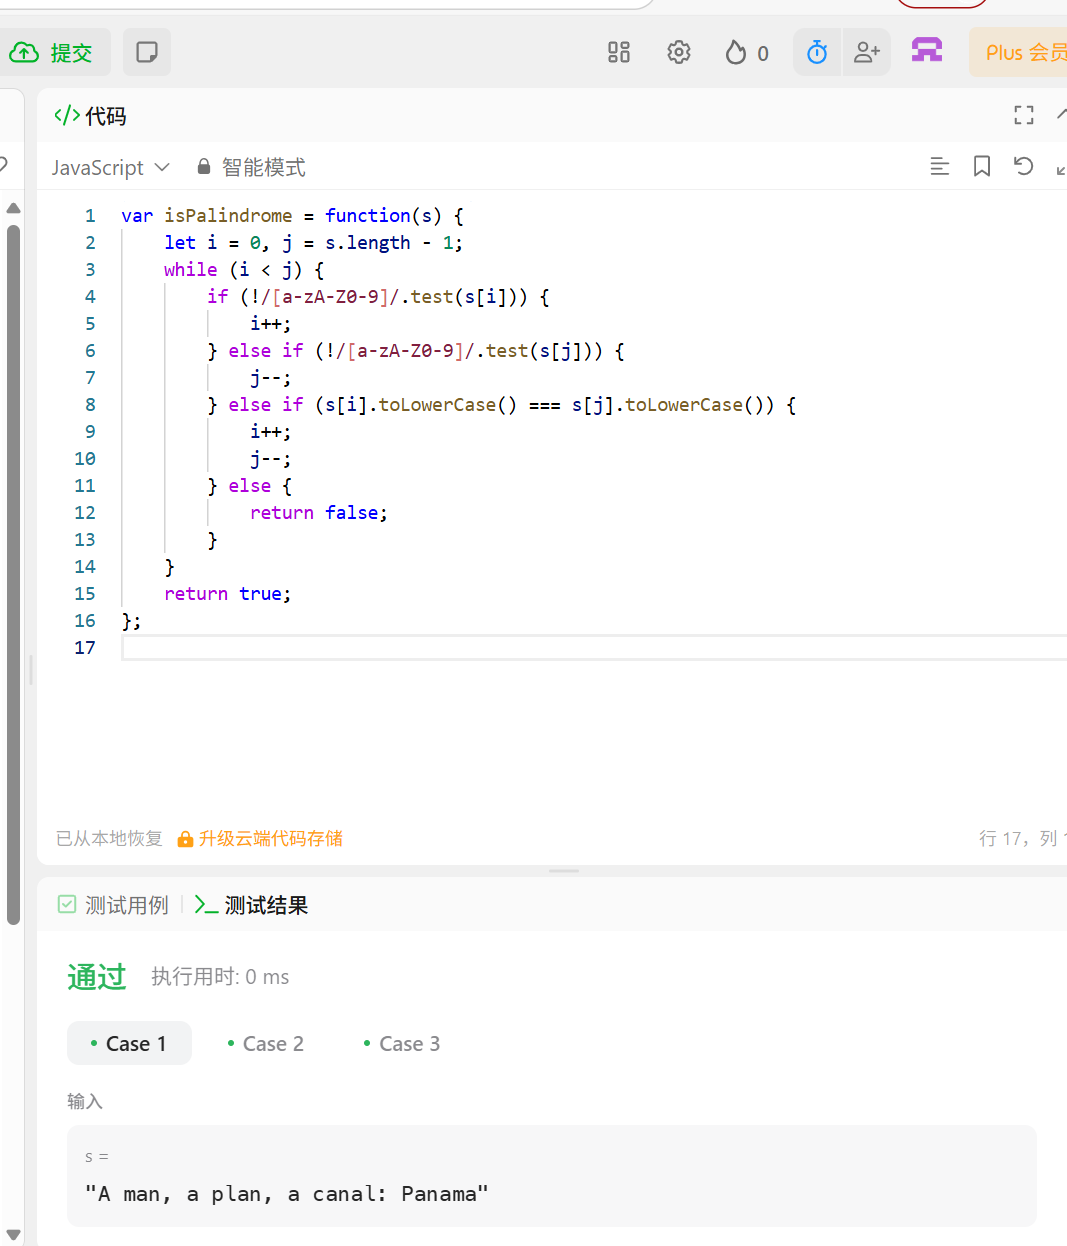 提交
0
Plus 会员
</> 代码
JavaScript 智能模式
1 var isPalindrome = function(s) {
2 let i = 0, j = s.length - 1;
3 while (i < j) {
4 if (!/[a-zA-Z0-9]/.test(s[i])) {
5 i++;
6 } else if (!/[a-zA-Z0-9]/.test(s[j])) {
7 j--;
8 } else if (s[i].toLowerCase() === s[j].toLowerCase()) {
9 i++;
10 j--;
11 } else {
12 return false;
13 }
14 }
15 return true;
16 };
17
已从本地恢复 升级云端代码存储
行 17，列
测试用例 测试结果
通过 执行用时: 0 ms
Case 1 Case 2 Case 3
输入
s =
"A man, a plan, a canal: Panama"